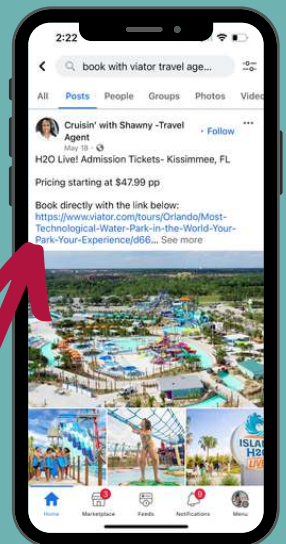 2:22
book with viator travel age...
All Posts People Groups Photos Video
Cruisin' with Shawny -Travel
Agent
· Follow
May 19 ·
H2O Live! Admission Tickets- Kissimmee, FL
Pricing starting at $47.99 pp
Book directly with the link below:
https://www.viator.com/tours/Orlando/Most-
Technological-Water-Park-in-the-World-Your-
Park-Your-Experience/d66... See more
ISLA
H2O
LIVE
3
9
Home Marketplace Feeds Notifications Menu